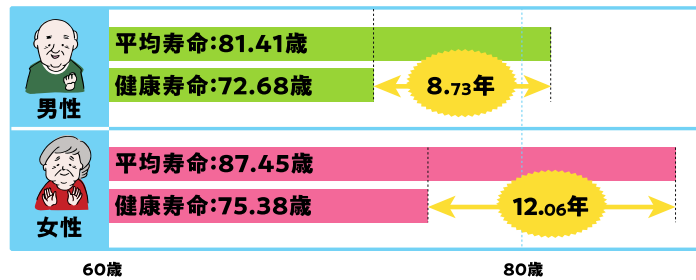 平均寿命:81.41歳
健康寿命:72.68歳
8.73年
男性
平均寿命:87.45歳
健康寿命:75.38歳
12.06年
女性
60歳
80歳